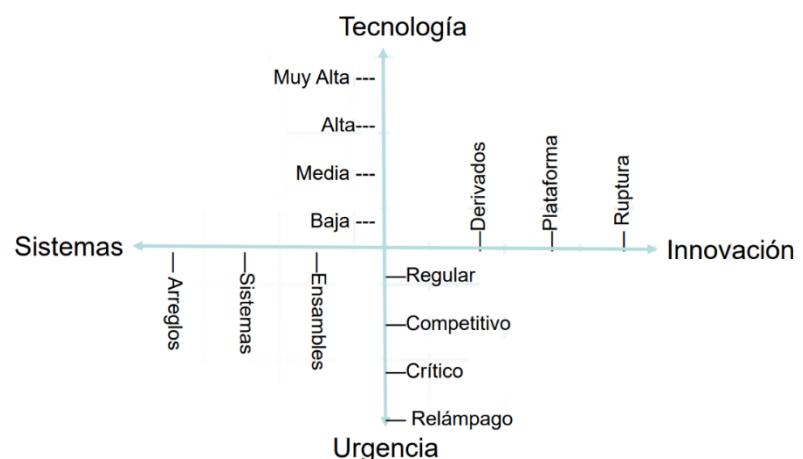 Tecnología
Muy Alta ---
Alta---
Media ---
Baja---
Derivados
Plataforma
Ruptura
Sistemas
Innovación
Arreglos
Sistemas
Ensambles
Regular
Competitivo
Crítico
Relámpago
Urgencia